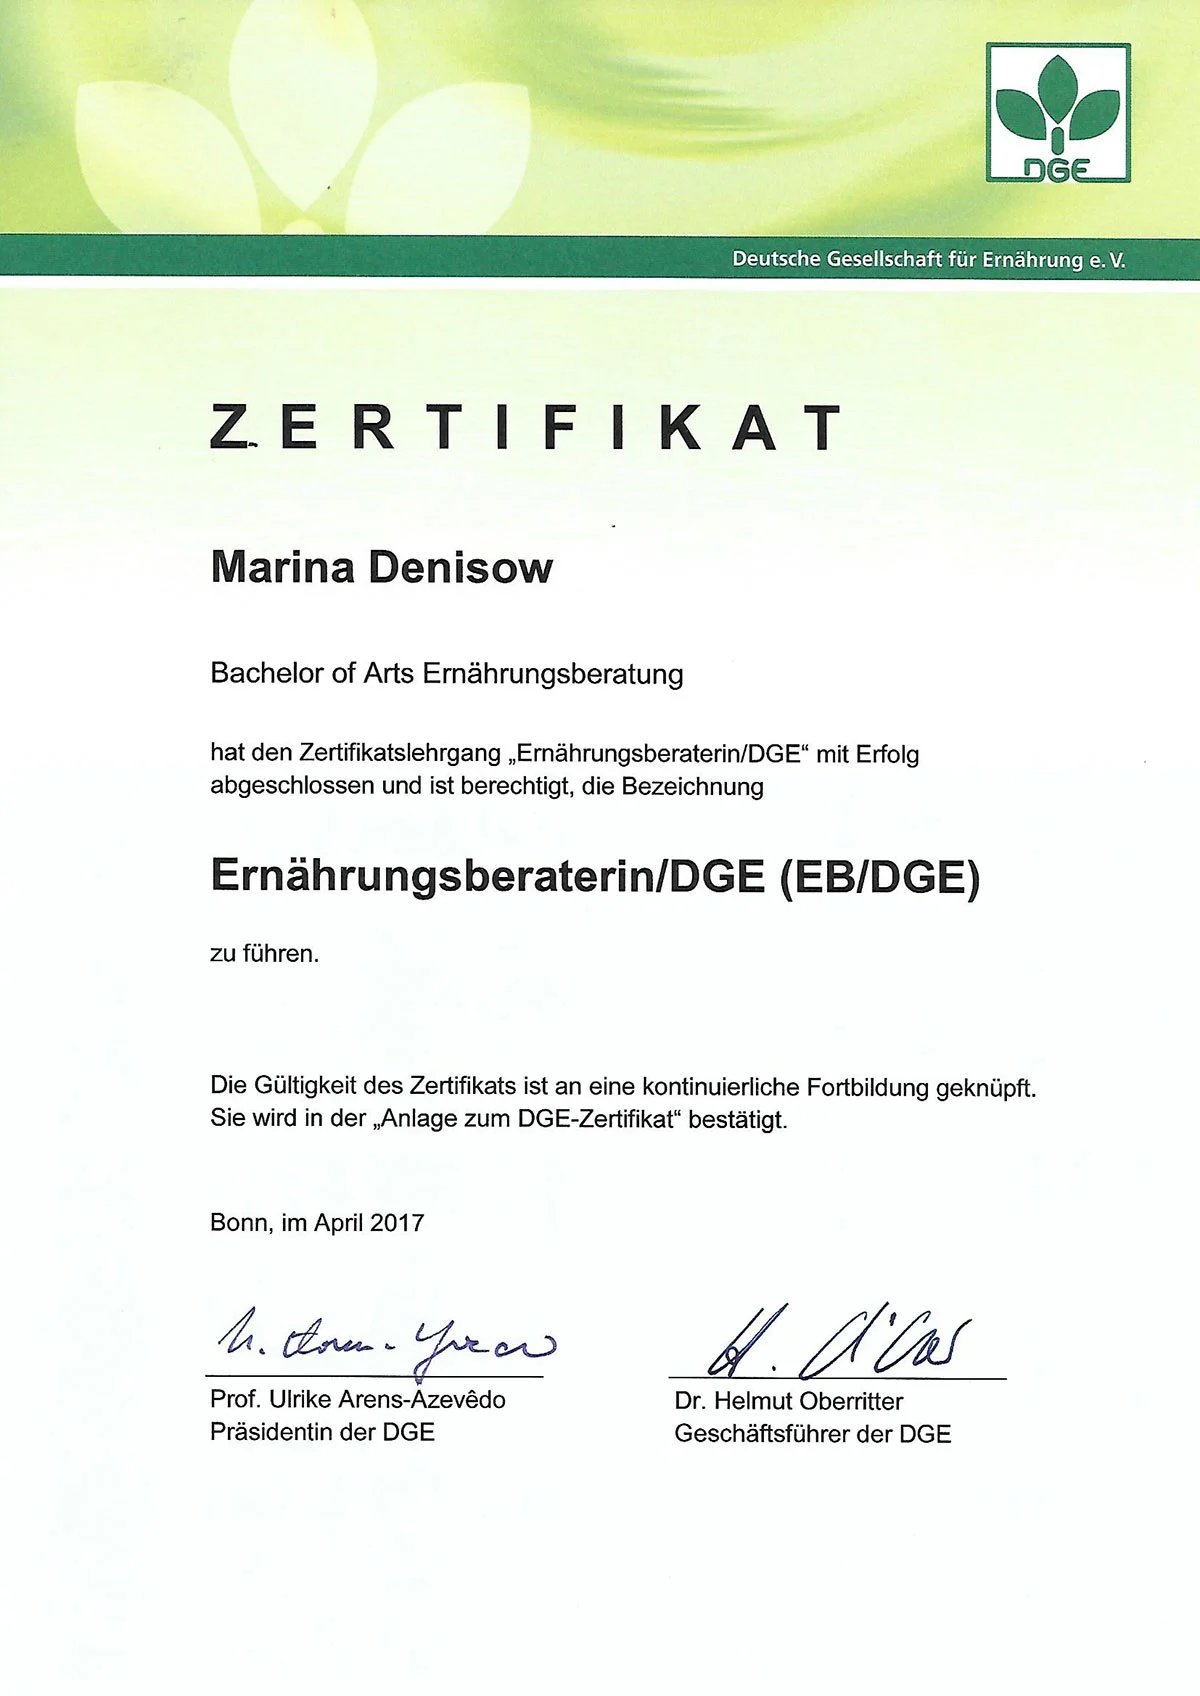 DGE
Deutsche Gesellschaft für Ernährung e. V.
ZERTIFIKAT
Marina Denisow
Bachelor of Arts Ernährungsberatung
hat den Zertifikatslehrgang „Ernährungsberaterin/DGE“ mit Erfolg
abgeschlossen und ist berechtigt, die Bezeichnung
Ernährungsberaterin/DGE (EB/DGE)
zu führen.
Die Gültigkeit des Zertifikats ist an eine kontinuierliche Fortbildung geknüpft.
Sie wird in der „Anlage zum DGE-Zertifikat“ bestätigt.
Bonn, im April 2017
Prof. Ulrike Arens-Azevêdo
Präsidentin der DGE
Dr. Helmut Oberritter
Geschäftsführer der DGE